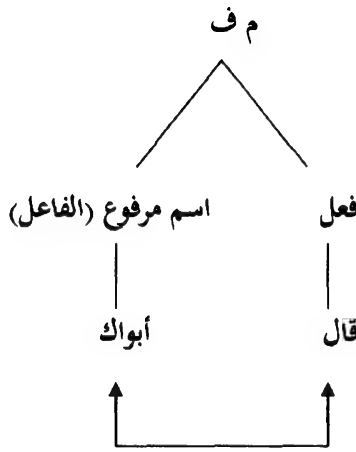 م ف
فعل اسم مرفوع (الفاعل)
قال أبواك